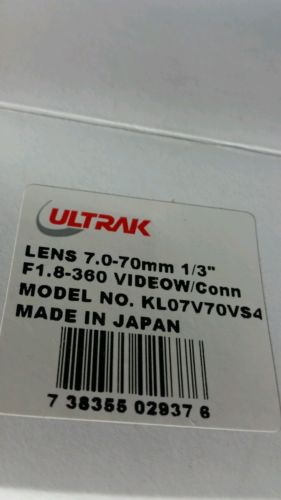 ULTRAK
LENS 7.0-70mm 1/3"
F1.8-360 VIDEOW/Conn
MODEL NO. KL07V70VS4
MADE IN JAPAN
7 38355 02937 6